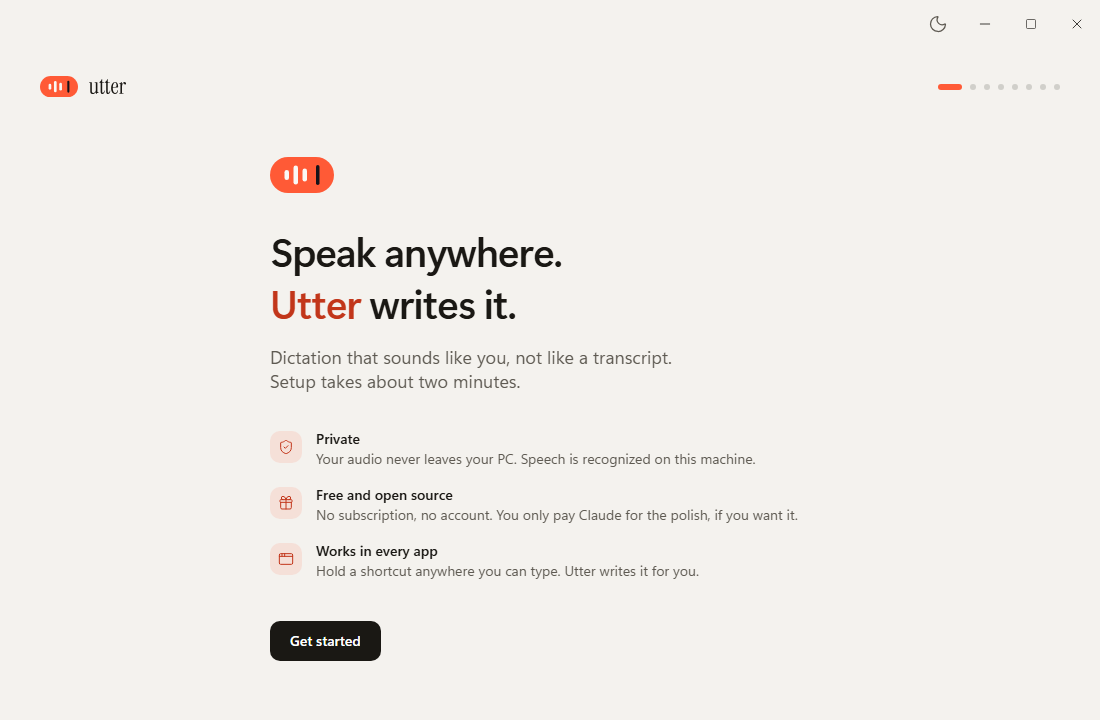 utter
Speak anywhere.
Utter writes it.
Dictation that sounds like you, not like a transcript.
Setup takes about two minutes.
Private
Your audio never leaves your PC. Speech is recognized on this machine.
Free and open source
No subscription, no account. You only pay Claude for the polish, if you want it.
Works in every app
Hold a shortcut anywhere you can type. Utter writes it for you.
Get started